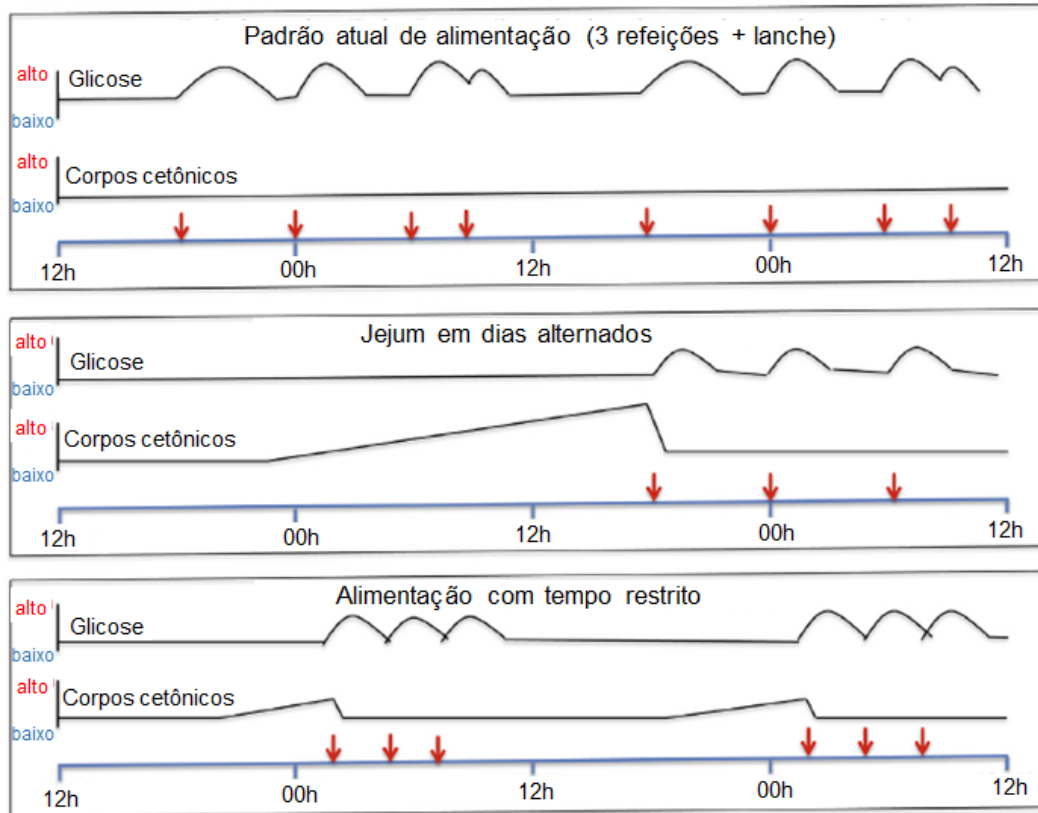 Padrão atual de alimentação (3 refeições + lanche)
alto
Glicose
baixo
alto
Corpos cetônicos
baixo
12h 00h 12h 00h 12h
Jejum em dias alternados
alto
Glicose
baixo
alto
Corpos cetônicos
baixo
12h 00h 12h 00h 12h
Alimentação com tempo restrito
alto
Glicose
baixo
alto
Corpos cetônicos
baixo
12h 00h 12h 00h 12h